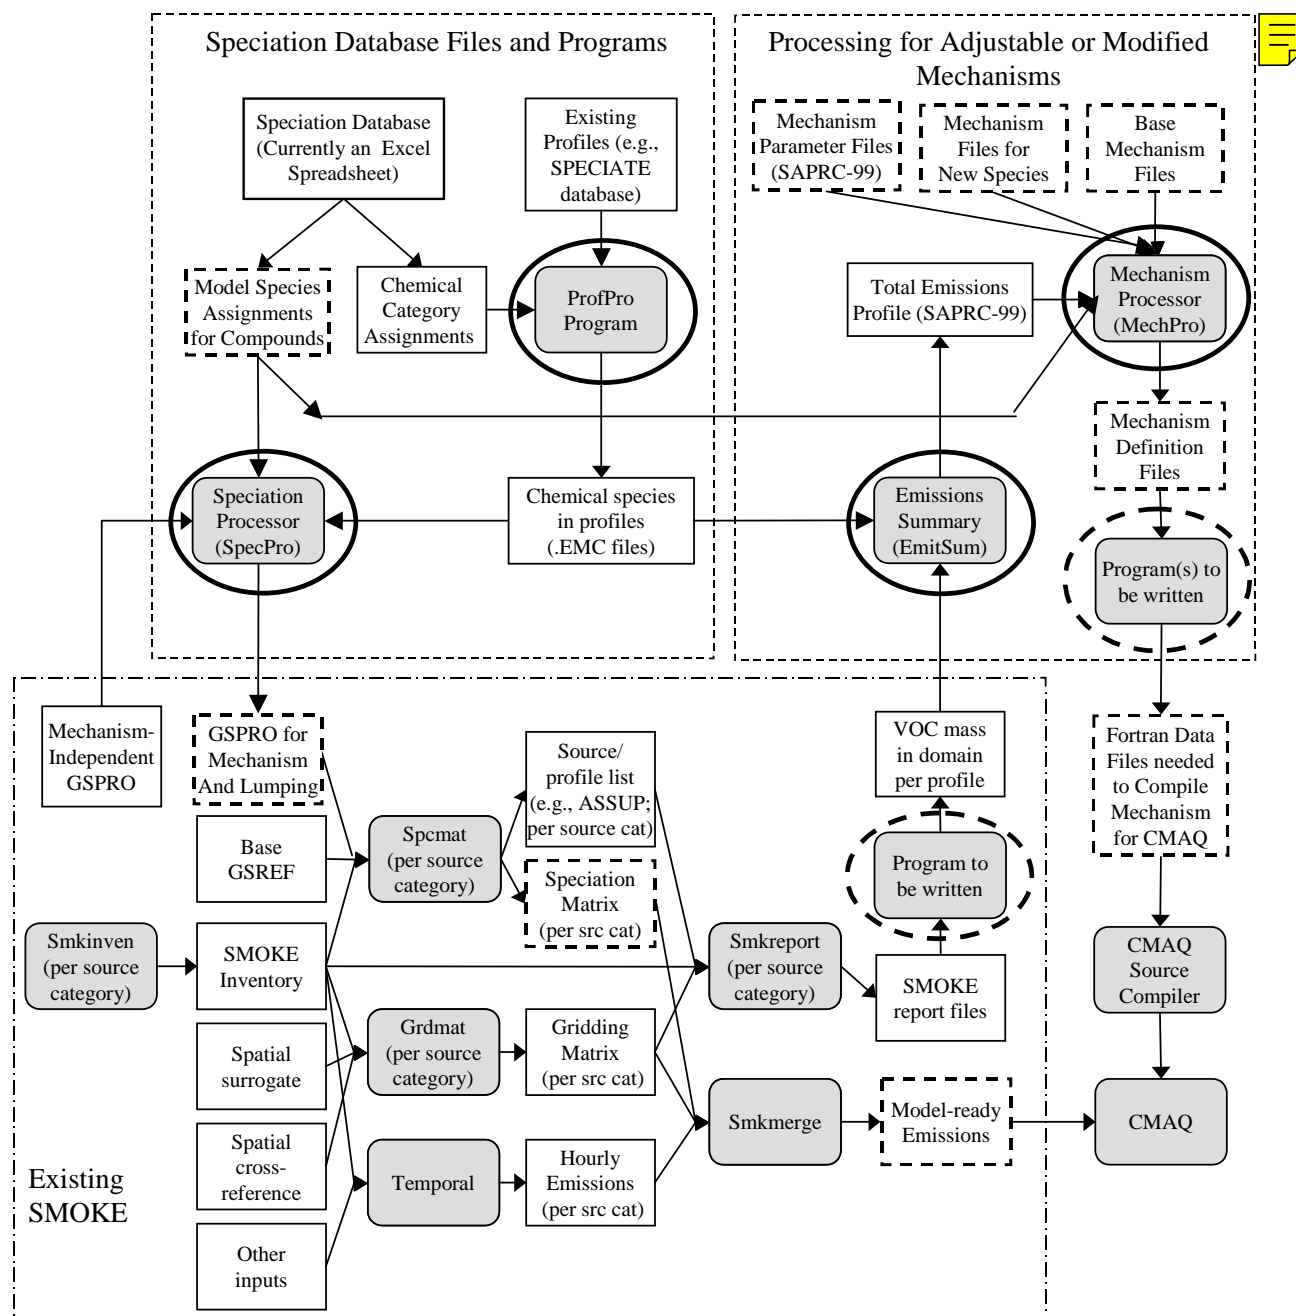 Speciation Database Files and Programs
Speciation Database
(Currently an Excel
Spreadsheet)
Existing
Profiles (e.g.,
SPECIATE
database)
Model Species
Assignments
for Compounds
Chemical
Category
Assignments
ProfPro
Program
Speciation
Processor
(SpecPro)
Chemical species
in profiles
(.EMC files)
Processing for Adjustable or Modified
Mechanisms
Mechanism
Parameter Files
(SAPRC-99)
Mechanism
Files for
New Species
Base
Mechanism
Files
Total Emissions
Profile (SAPRC-99)
Mechanism
Processor
(MechPro)
Mechanism
Definition
Files
Emissions
Summary
(EmitSum)
Program(s) to
be written
Mechanism-
Independent
GSPRO
GSPRO for
Mechanism
And Lumping
Source/
profile list
(e.g., ASSUP;
per source cat)
VOC mass
in domain
per profile
Fortran Data
Files needed
to Compile
Mechanism
for CMAQ
Base
GSREF
Spcmat
(per source
category)
Speciation
Matrix
(per src cat)
Program to
be written
Smkinven
(per source
category)
SMOKE
Inventory
Smkreport
(per source
category)
SMOKE
report files
CMAQ
Source
Compiler
Spatial
surrogate
Grdmat
(per source
category)
Gridding
Matrix
(per src cat)
Smkmerge
Model-ready
Emissions
CMAQ
Existing
SMOKE
Spatial
cross-
reference
Temporal
Hourly
Emissions
(per src cat)
Other
inputs